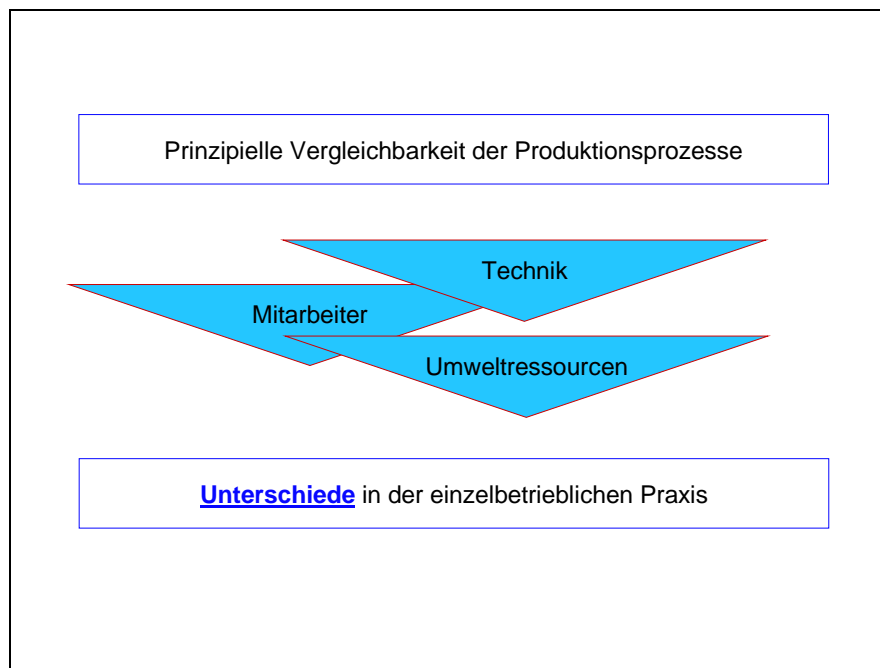 Prinzipielle Vergleichbarkeit der Produktionsprozesse
Technik
Mitarbeiter
Umweltressourcen
Unterschiede in der einzelbetrieblichen Praxis